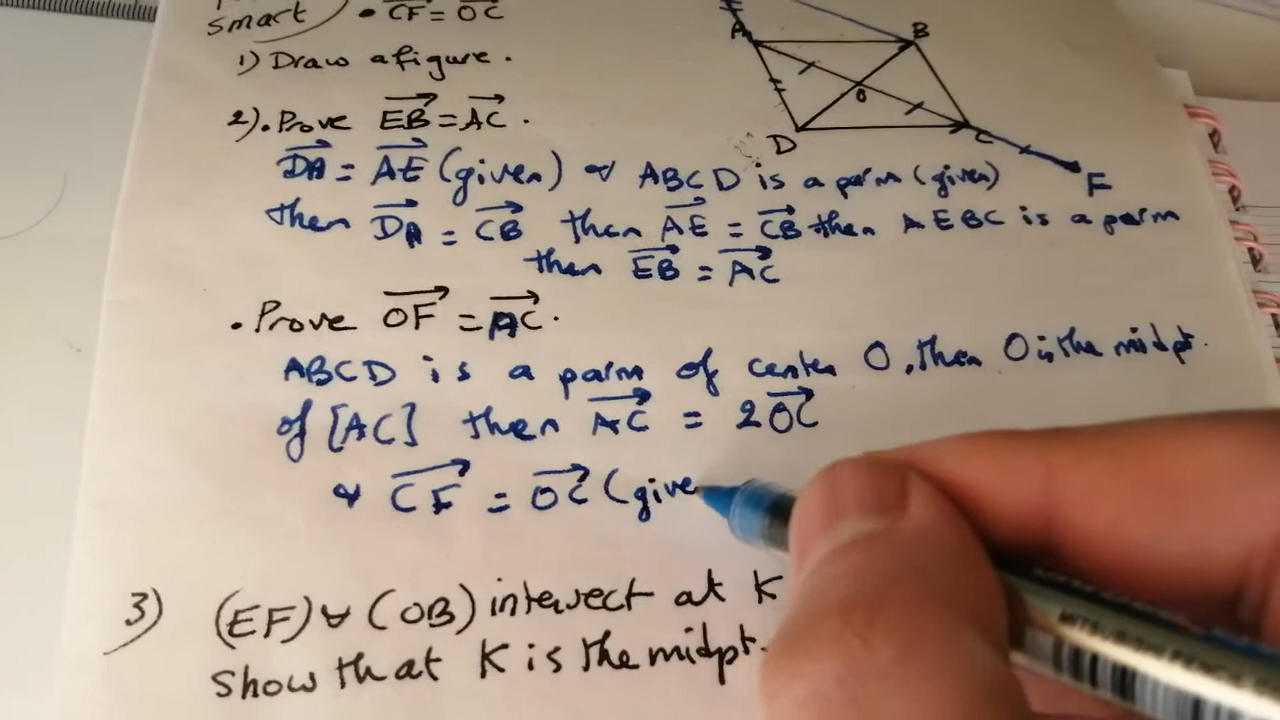 smart • CF = OC
1) Draw a figure.
2). Prove EB = AC.
DA = AE (given) & ABCD is a parm (given)
then DA = CB then AE = CB then AEBC is a parm
then EB = AC
• Prove OF = AC.
ABCD is a parm of center O, then O is the midpt.
of [AC] then AC = 2OC
& CF = OC (give
3) (EF) & (OB) intersect at K
Show that K is the midpt.
A
B
O
D
C
F
MITSUBISHI PENCIL